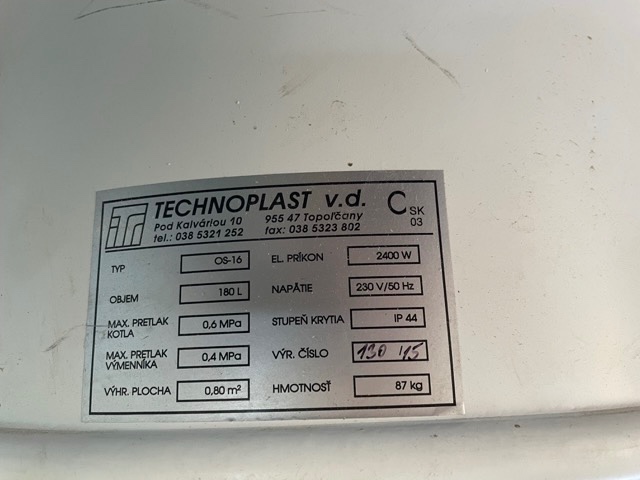 TECHNOPLAST v.d.
Pod Kalváriou 10 955 47 Topoľčany
tel.: 038 5321 252 fax: 038 5323 802
C SK 03
TYP OS-16 EL. PRÍKON 2400 W
OBJEM 180 L NAPÄTIE 230 V/50 Hz
MAX. PRETLAK KOTLA 0,6 MPa STUPEŇ KRYTIA IP 44
MAX. PRETLAK VÝMENNÍKA 0,4 MPa VÝR. ČÍSLO
VÝHR. PLOCHA 0,80 m² HMOTNOSŤ 87 kg